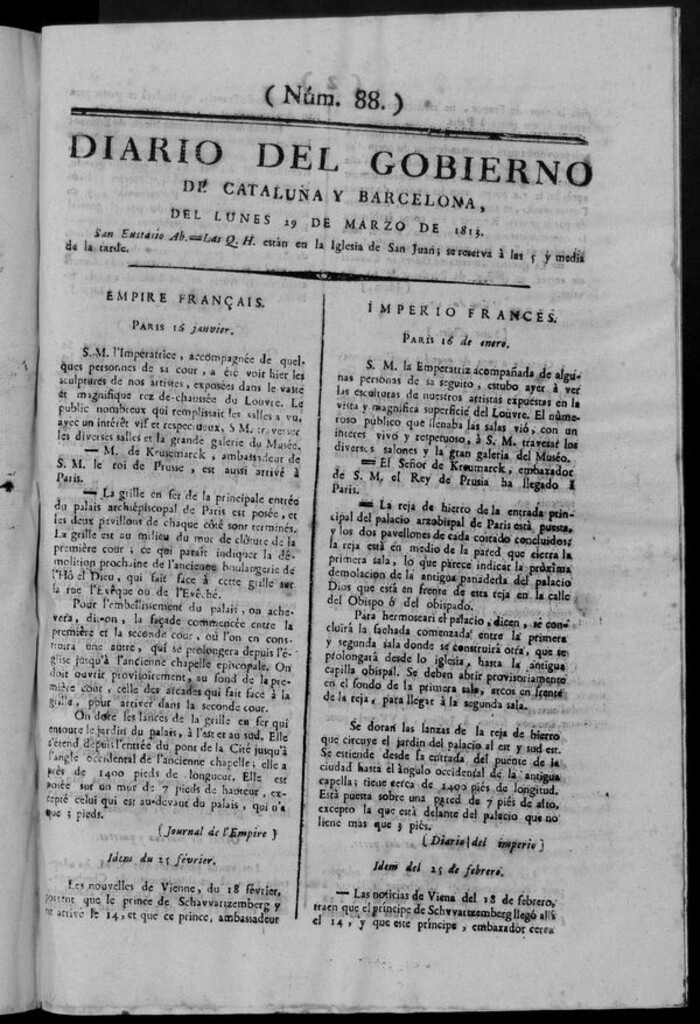 ( Núm. 88. )
DIARIO DEL GOBIERNO
DE CATALUÑA Y BARCELONA,
DEL LUNES 29 DE MARZO DE 1813.
San Eustasio Ab.=Las Q. H. están en la Iglesia de San Juan; se reserva á las 5 y media
de la tarde.
EMPIRE FRANÇAIS.
PARIS 16 janvier.
S. M. l'Impératrice, accompagnée de quel-
ques personnes de sa cour, a été voir hier les
sculptures de nos artistes, exposées dans le vaste
et magnifique rez de-chaussée du Louvre. Le
public nombreux qui remplissait les salles a vu,
avec un intérêt vif et respectueux, S M. traverser
les diverses salles et la grande galerie du Musée.
— M. de Krusemarck, ambassadeur de
S. M. le roi de Prusse, est aussi arrivé à
Paris.
— La grille en fer de la principale entrée
du palais archiépiscopal de Paris est posée, et
les deux pavillons de chaque côté sont terminés.
La grille est au milieu du mur de clôture de la
première cour; ce qui paraît indiquer la dé-
molition prochaine de l'ancienne boulangerie de
l'Hô el Dieu, qui fait face à cette grille sur
la rue l'Evêque ou de l'Evê.hé.
Pour l'embellissement du palais, on ache-
vera, dit-on, la façade commencée entre la
première et la seconde cour, où l'on en cons-
truira une autre, qui se prolongera depuis l'é-
glise jusqu'à l'ancienne chapelle episcopale. On
doit ouvrir provisoirement, au fond de la pre-
mière cour, celle des arcades qui fait face à la
grille, pour arriver dans la seconde cour.
On dore les lances de la grille en fer qui
entoure le jardin du palais, à l'est et au sud. Elle
s'étend depuis l'entrée du pont de la Cité jusqu'à
l'angle occidental de l'ancienne chapelle; elle a
près de 1400 pieds de longueur. Elle est
posée sur un mur de 7 pieds de hauteur, ex-
cepté celui qui est au-devant du palais, qui n'a
que 3 pieds.
(Journal de l'Empire)
Idem du 25 février.
Les nouvelles de Vienne, du 18 février,
portent que le prince de Schavvartzemberg y
est arrivé le 14, et que ce prince, ambassadeur
IMPERIO FRANCES.
PARIS 16 de enero.
S. M. la Emperatriz acompañada de algu-
nas personas de su seguito, estubo ayer á ver
las esculturas de nuestros artistas expuestas en la
vista y magnífica superficie del Louvre. El núme-
roso público que llenaba las salas vió, con un
interés vivo y respetuoso, á S. M. travesar los
diversos salones y la gran galeria del Muséo.
= El Señor de Kreumarck, embaxador
de S. M. el Rey de Prusia ha llegado á
Paris.
= La reja de hierro de la entrada prin-
cipal del palacio arzobispal de Paris está puesta,
y los dos pavellones de cada costado concluidos:
la reja está en medio de la pared que cierra la
primera sala, lo que parece indicar la próxima
demolacion de la antigua panaderia del palacio
Dios que está en frente de esta reja en la calle
del Obispo ó del obispado.
Para hermosear el palacio, dicen, se con-
cluirá la fachada comenzada entre la primera
y segunda sala donde se construirá otra, que se
prolongará desde lo iglesia, hasta la antigua
capilla obispal. Se deben abrir provisoriamente
en el fondo de la primera sala, arcos en frente
de la reja, para llegar á la segunda sala.
Se doran las lanzas de la reja de hierro
que circuye el jardin del palacio al est y sud-est.
Se estiende desde la entrada del puente de la
ciudad hasta el ángulo occidental de la antigua
capella; tiene cerca de 1400 piés de longitud.
Está puesta sobre una pared de 7 piés de alto,
excepto la que está delante del palacio que no
tiene mas que 3 piés.
(Diario del imperio)
Idem del 25 de febrero.
— Las noticias de Viena del 18 de febrero,
traen que el príncipe de Schvvartzemberg llegó allí
el 14, y que este príncipe, embaxador cerca